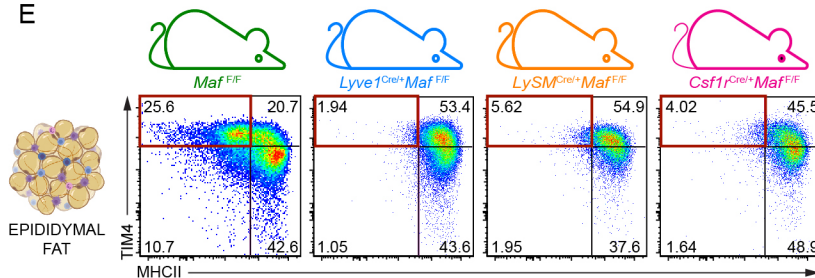 E
Maf F/F
Lyve1Cre/+Maf F/F
LySMCre/+Maf F/F
Csf1rCre/+Maf F/F
25.6 20.7
1.94 53.4
5.62 54.9
4.02 45.5
EPIDIDYMAL
FAT
TIM4
10.7 42.6
1.05 43.6
1.95 37.6
1.64 48.9
MHCII